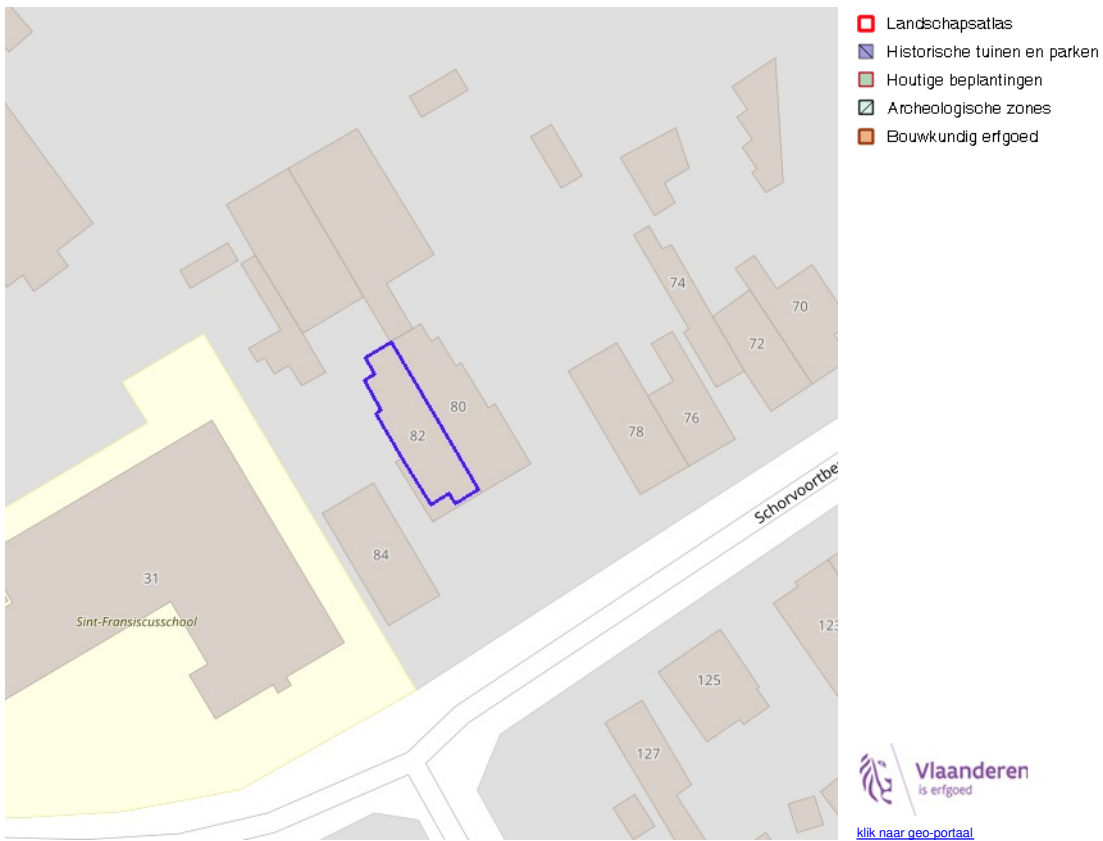 Landschapsatlas
Historische tuinen en parken
Houtige beplantingen
Archeologische zones
Bouwkundig erfgoed
74
70
72
80
76
78
82
Schorvoortbe
84
31
Sint-Fransiscusschool
123
125
127
Vlaanderen
is erfgoed
klik naar geo-portaal